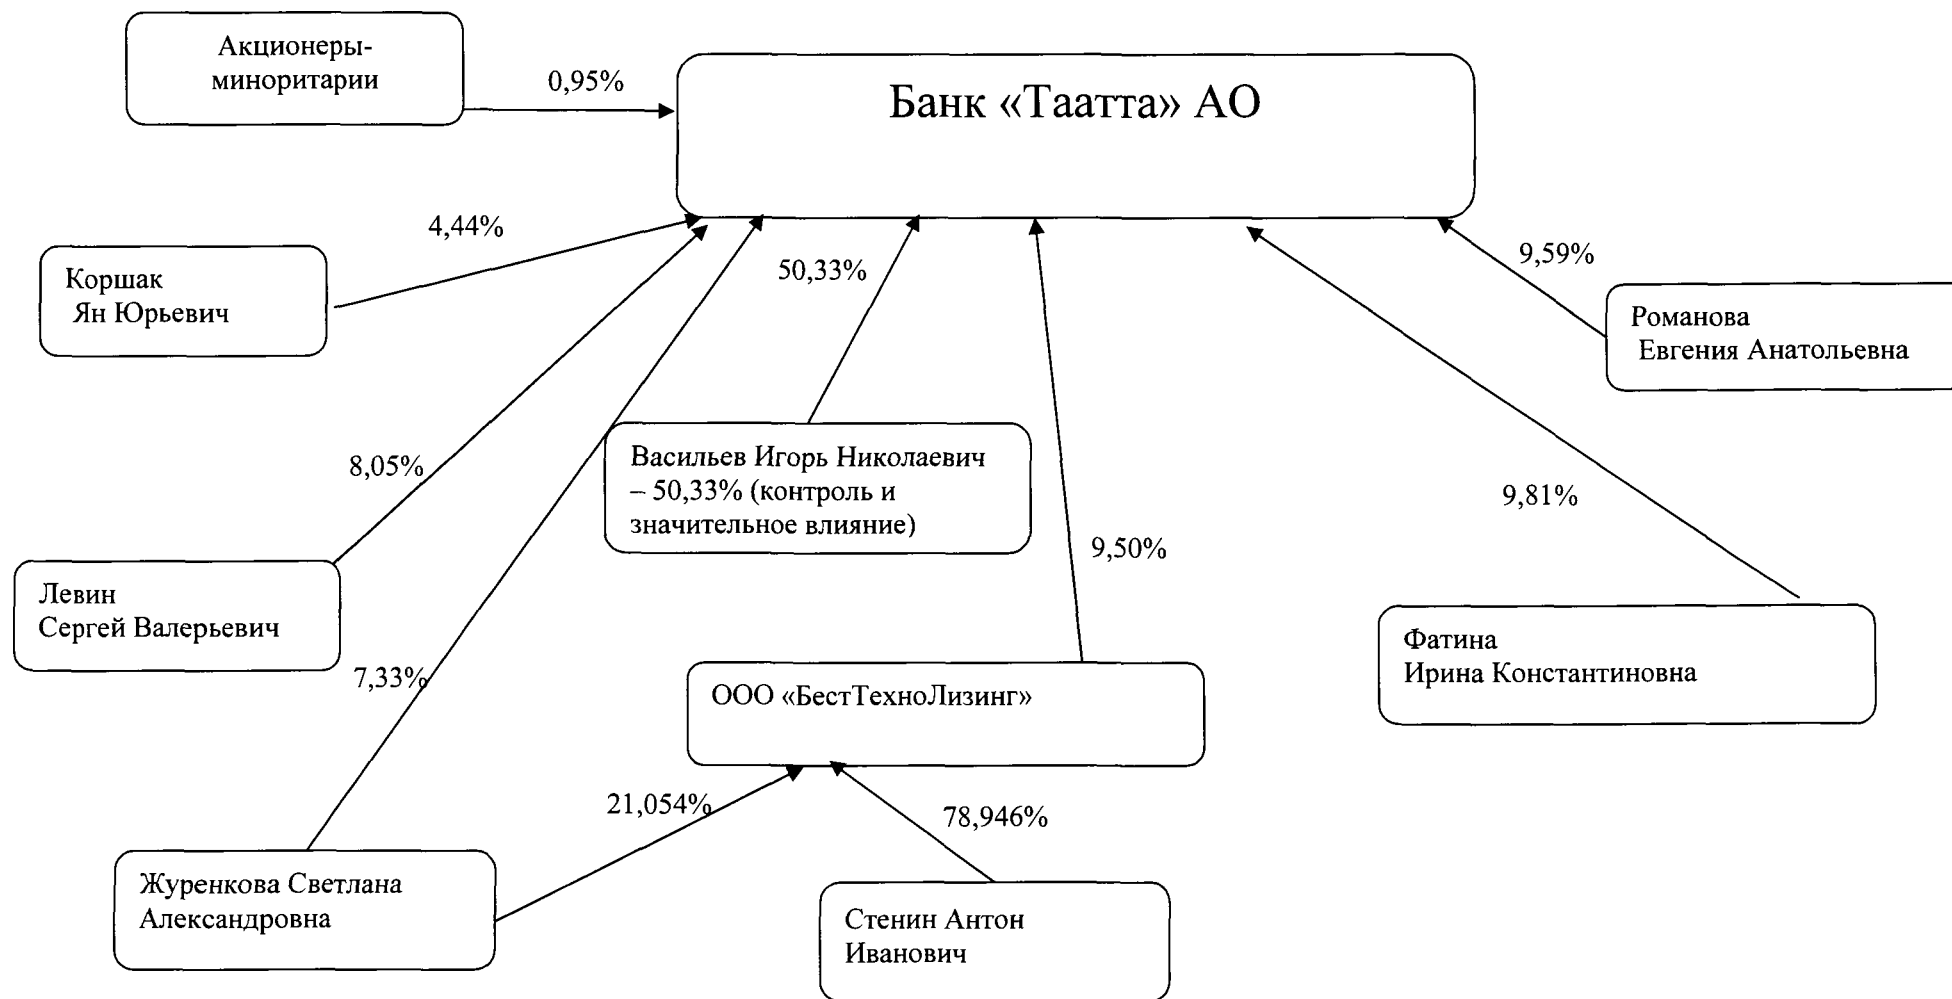 Акционеры-
миноритарии
0,95%
Банк «Таатта» АО
4,44%
Коршак
Ян Юрьевич
50,33%
9,59%
Романова
Евгения Анатольевна
8,05%
Васильев Игорь Николаевич
– 50,33% (контроль и
значительное влияние)
9,81%
9,50%
Левин
Сергей Валерьевич
Фатина
Ирина Константиновна
7,33%
ООО «БестТехноЛизинг»
21,054%
78,946%
Журенкова Светлана
Александровна
Стенин Антон
Иванович